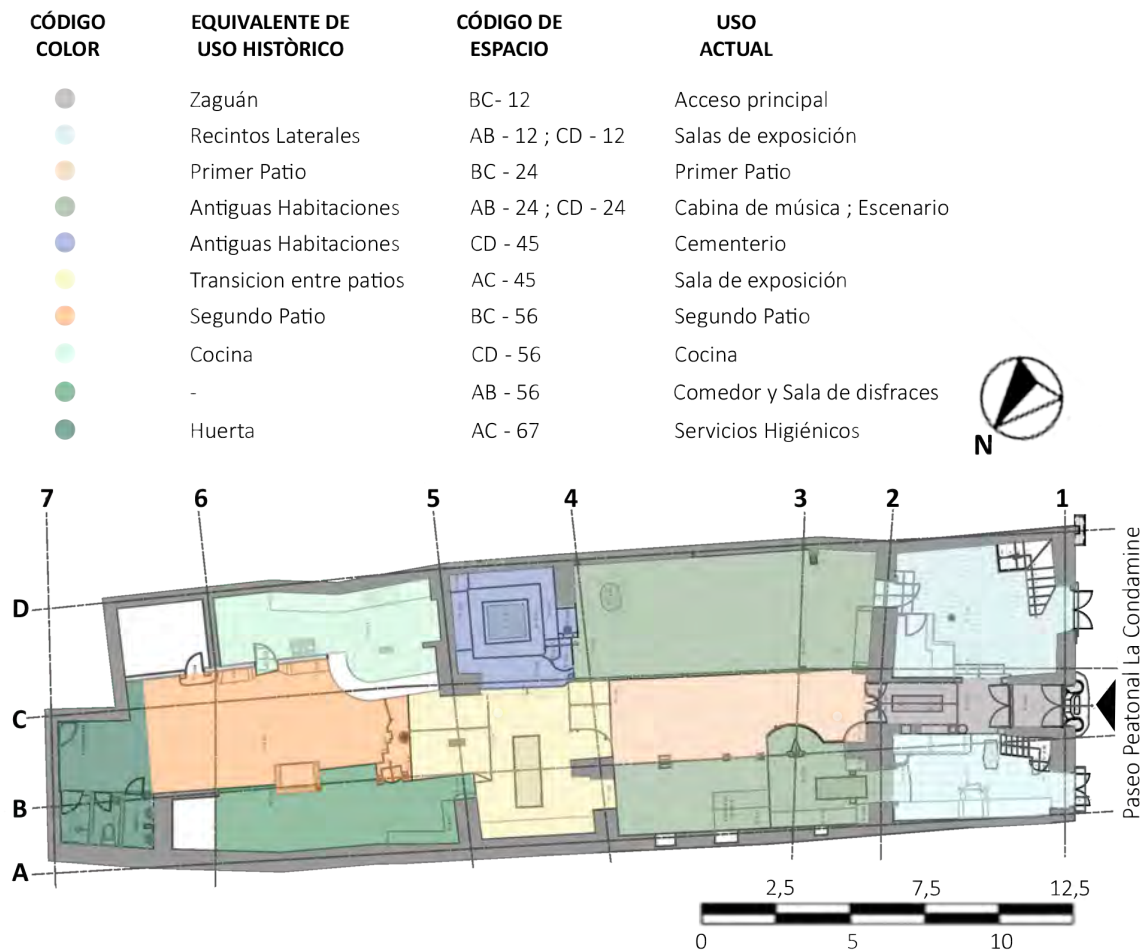 CÓDIGO COLOR EQUIVALENTE DE USO HISTÒRICO CÓDIGO DE ESPACIO USO ACTUAL
Zaguán BC- 12 Acceso principal
Recintos Laterales AB - 12 ; CD - 12 Salas de exposición
Primer Patio BC - 24 Primer Patio
Antiguas Habitaciones AB - 24 ; CD - 24 Cabina de música ; Escenario
Antiguas Habitaciones CD - 45 Cementerio
Transicion entre patios AC - 45 Sala de exposición
Segundo Patio BC - 56 Segundo Patio
Cocina CD - 56 Cocina
- AB - 56 Comedor y Sala de disfraces
Huerta AC - 67 Servicios Higiénicos
N
7 6 5 4 3 2 1
D
C
B
A
Paseo Peatonal La Condamine
2,5 7,5 12,5
0 5 10